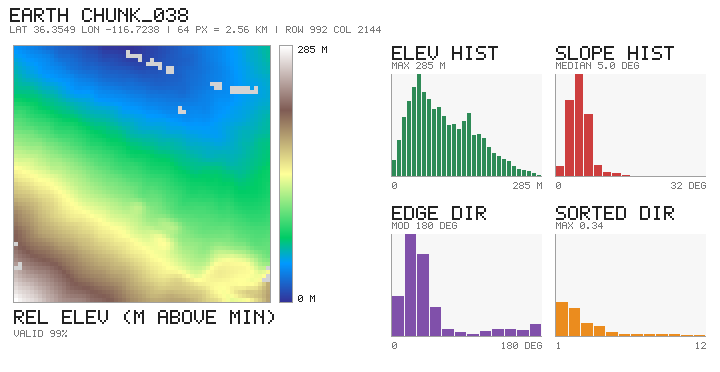 EARTH CHUNK_038
LAT 36.3549 LON -116.7238 | 64 PX = 2.56 KM | ROW 992 COL 2144
285 M
0 M
REL ELEV (M ABOVE MIN)
VALID 99%
ELEV HIST
MAX 285 M
0 285 M
SLOPE HIST
MEDIAN 5.0 DEG
0 32 DEG
EDGE DIR
MOD 180 DEG
0 180 DEG
SORTED DIR
MAX 0.34
1 12